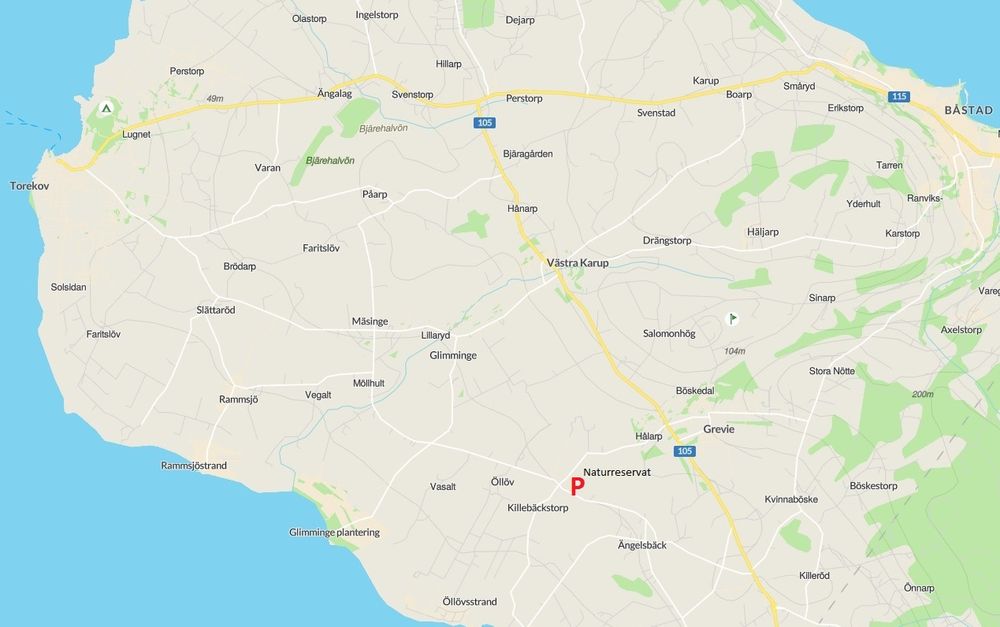 Olastorp
Ingelstorp
Dejarp
Hillarp
Perstorp
Ängalag
Svenstorp
49m
Perstorp
Karup
Boarp
Smäryd
Erikstorp
115
BÅSTAD
Svenstad
105
Lugnet
Bjärehalvön
Bjärehalvön
Varan
Bjäragården
Tarren
Torekov
Påarp
Hånarp
Yderhult
Ranviks-
Karstorp
Häljarp
Drängstorp
Faritslöv
Brödarp
Västra Karup
Solsidan
Slättaröd
Sinarp
Vareg
Mäsinge
Lillaryd
Faritslöv
Salomonhög
Axelstorp
Glimminge
104m
Stora Nötte
Möllhult
Vegalt
Rammsjö
Böskedal
200m
Grevie
Hålarp
105
Rammsjöstrand
Naturreservat
P
Öllöv
Vasalt
Böskestorp
Kvinnaböske
Killebäckstorp
Glimminge plantering
Ängelsbäck
Killeröd
Önnarp
Öllövsstrand